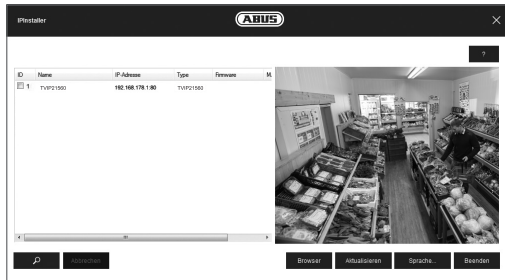 IPInstaller
ABUS
?
ID Name IP-Adresse Type Firmware M.
1 TVIP21560 192.168.178.1:80 TVIP21560
Abbrechen
Browser Aktualisieren Sprache... Beenden